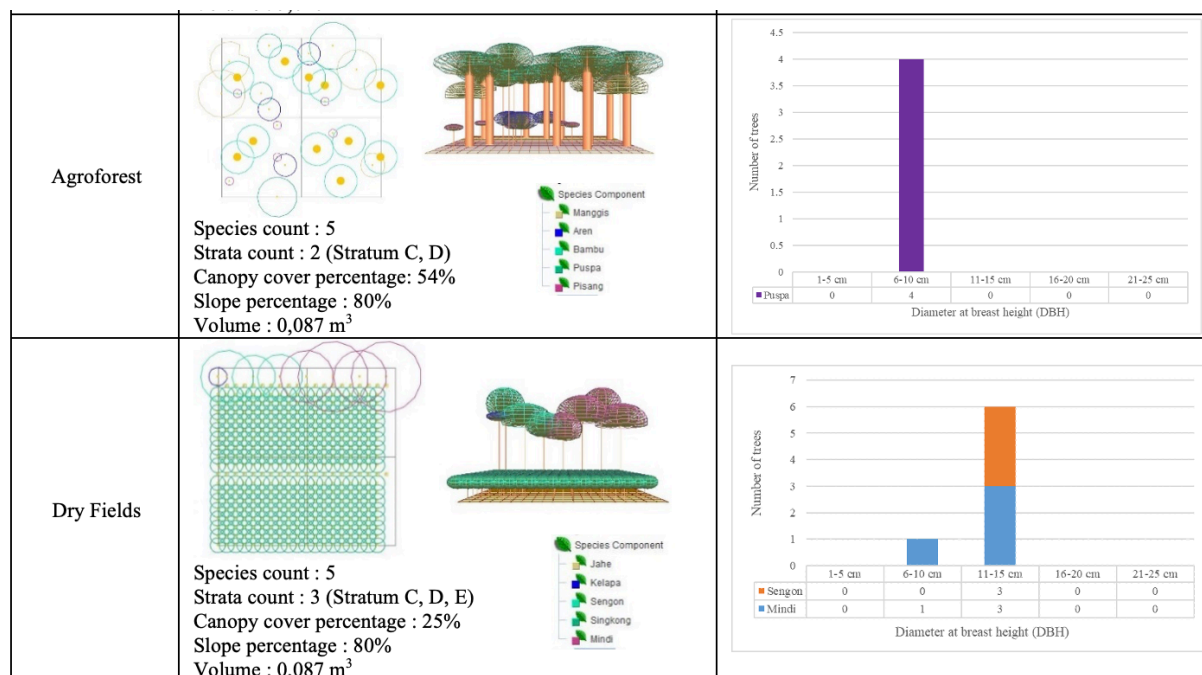 Agroforest
Species count : 5
Strata count : 2 (Stratum C, D)
Canopy cover percentage: 54%
Slope percentage : 80%
Volume : 0,087 m³
Species Component
Manggis
Aren
Bambu
Puspa
Pisang
Number of trees
4.5
4
3.5
3
2.5
2
1.5
1
0.5
0
1-5 cm 6-10 cm 11-15 cm 16-20 cm 21-25 cm
Puspa 0 4 0 0 0
Diameter at breast height (DBH)
Dry Fields
Species count : 5
Strata count : 3 (Stratum C, D, E)
Canopy cover percentage : 25%
Slope percentage : 80%
Volume : 0,087 m³
Species Component
Jahe
Kelapa
Sengon
Singkong
Mindi
Number of trees
7
6
5
4
3
2
1
0
1-5 cm 6-10 cm 11-15 cm 16-20 cm 21-25 cm
Sengon 0 0 3 0 0
Mindi 0 1 3 0 0
Diameter at breast height (DBH)